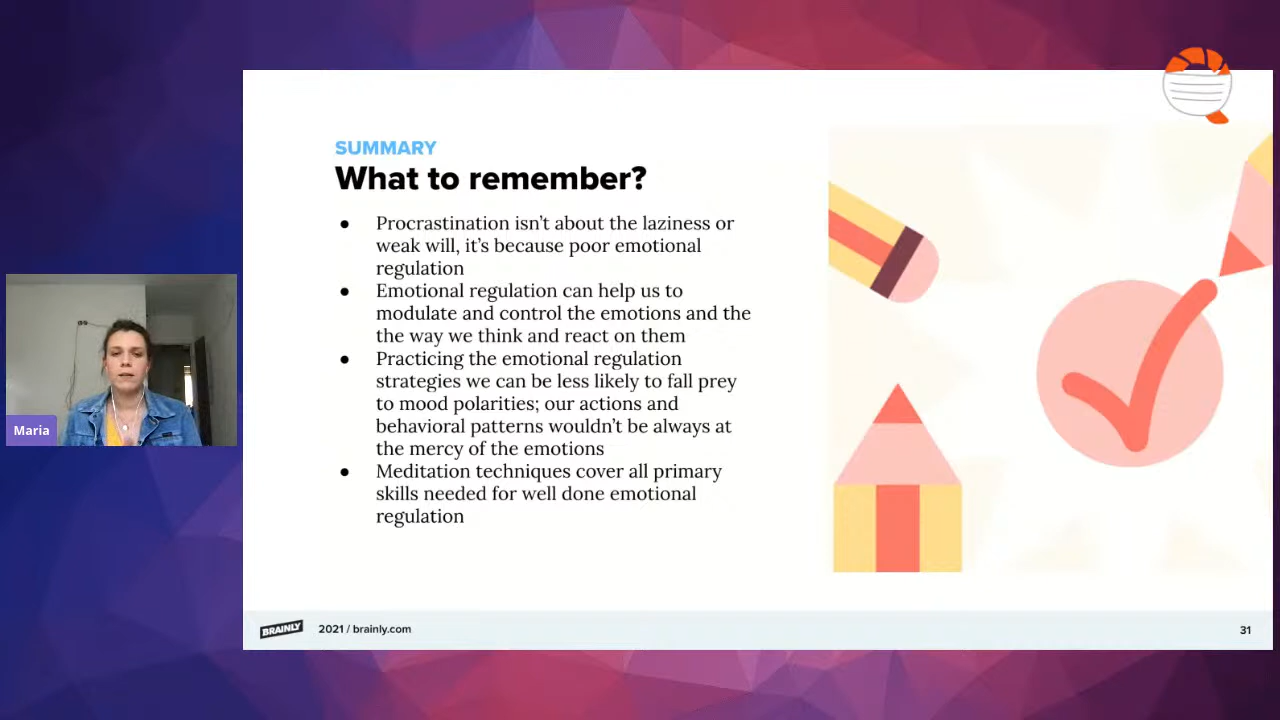 SUMMARY
What to remember?
● Procrastination isn't about the laziness or
weak will, it's because poor emotional
regulation
● Emotional regulation can help us to
modulate and control the emotions and the
the way we think and react on them
● Practicing the emotional regulation
strategies we can be less likely to fall prey
to mood polarities; our actions and
behavioral patterns wouldn't be always at
the mercy of the emotions
● Meditation techniques cover all primary
skills needed for well done emotional
regulation
Maria
BRAINLY
2021 / brainly.com
31